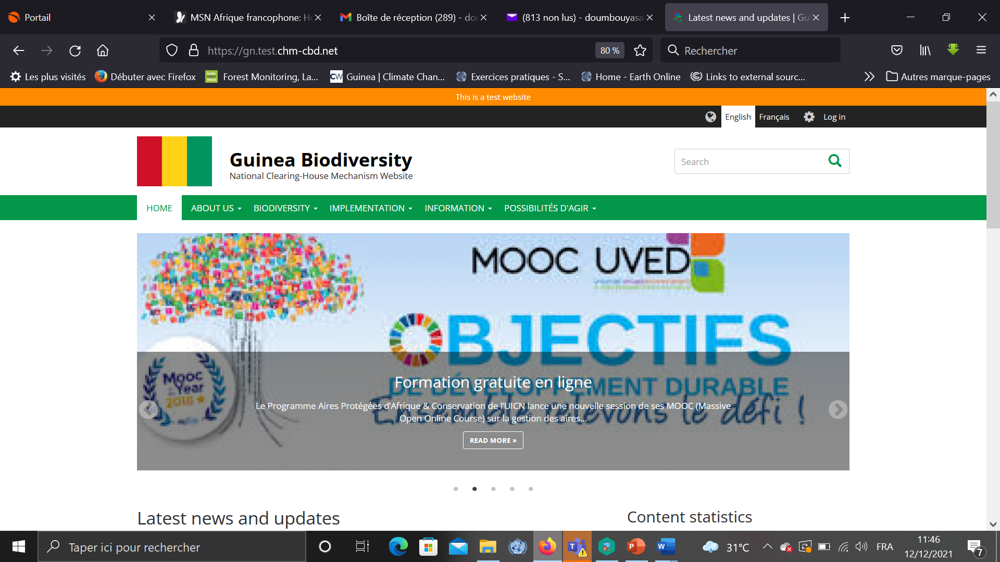 Portail
MSN Afrique francophone: Ho
Boîte de réception (289) - dou
(813 non lus) - doumbouyasa
Latest news and updates | Gui
https://gn.test.chm-cbd.net
80 %
Rechercher
Les plus visités
Débuter avec Firefox
Forest Monitoring, La...
CW
Guinea | Climate Chan...
Exercices pratiques - S...
Home - Earth Online
Links to external sourc...
Autres marque-pages
This is a test website
English
Français
Log in
Guinea Biodiversity
National Clearing-House Mechanism Website
Search
HOME
ABOUT US
BIODIVERSITY
IMPLEMENTATION
INFORMATION
POSSIBILITÉS D'AGIR
MOOC UVED
OBJECTIFS
DE DÉVELOPPEMENT DURABLE
Ensemble relevons le défi !
Mooc
of the
Year
2018
Formation gratuite en ligne
Le Programme Aires Protégées d’Afrique & Conservation de l’UICN lance une nouvelle session de ses MOOC (Massive
Open Online Course) sur la gestion des aires...
READ MORE »
Latest news and updates
Content statistics
Taper ici pour rechercher
31°C
FRA
11:46
12/12/2021
7